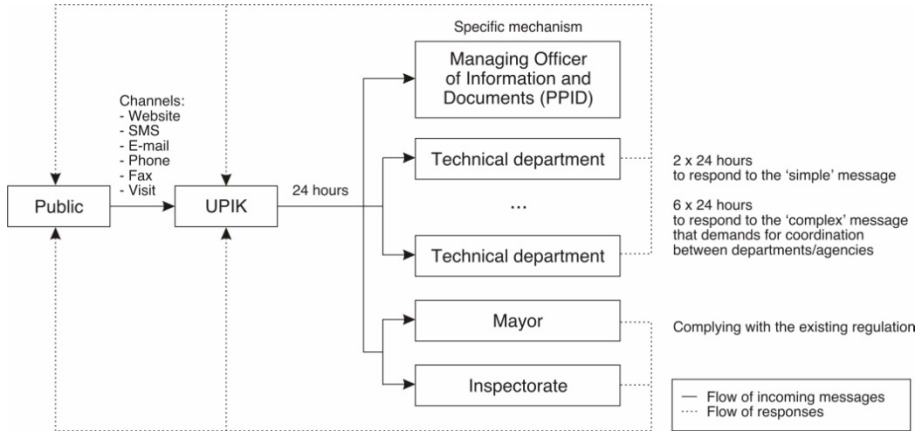 Specific mechanism
Managing Officer
of Information and
Documents (PPID)
Channels:
- Website
- SMS
- E-mail
- Phone
- Fax
- Visit
Public
UPIK
24 hours
Technical department
...
Technical department
2 x 24 hours
to respond to the ‘simple’ message
6 x 24 hours
to respond to the ‘complex’ message
that demands for coordination
between departments/agencies
Mayor
Complying with the existing regulation
Inspectorate
Flow of incoming messages
Flow of responses